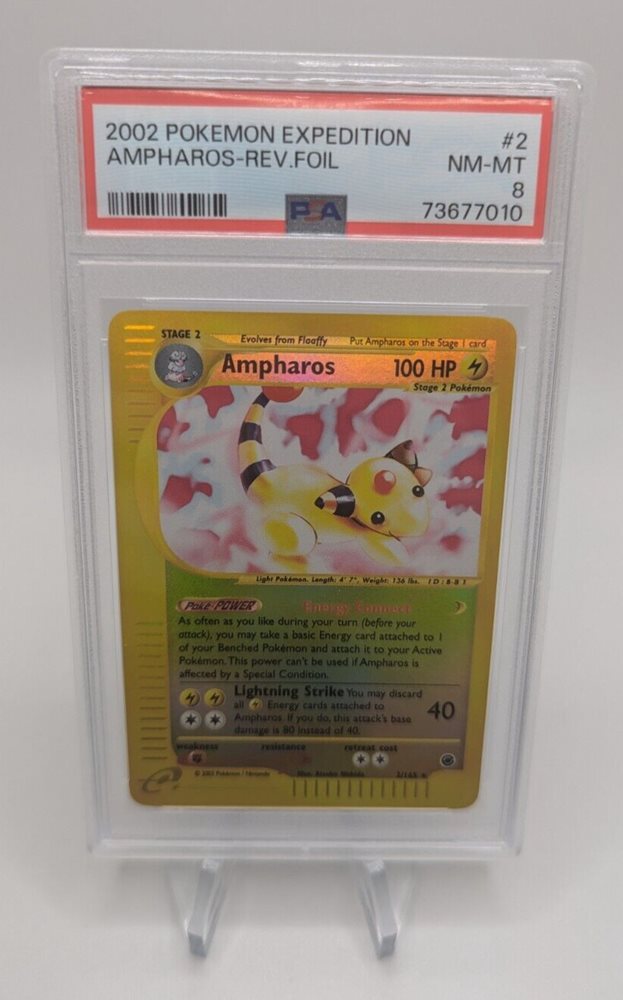 2002 POKEMON EXPEDITION #2
AMPHAROS-REV.FOIL NM-MT
8
PSA 73677010
STAGE 2
Evolves from Flaaffy Put Ampharos on the Stage 1 card
Ampharos 100 HP
Stage 2 Pokémon
Light Pokémon. Length: 4' 7", Weight: 136 lbs.
Poké-POWER Energy Connect
As often as you like during your turn (before your
attack), you may take a basic Energy card attached to 1
of your Benched Pokémon and attach it to your Active
Pokémon. This power can't be used if Ampharos is
affected by a Special Condition.
Lightning Strike You may discard
all Energy cards attached to
Ampharos. If you do, this attack's base
damage is 80 instead of 40.
40
weakness resistance retreat cost
2/165